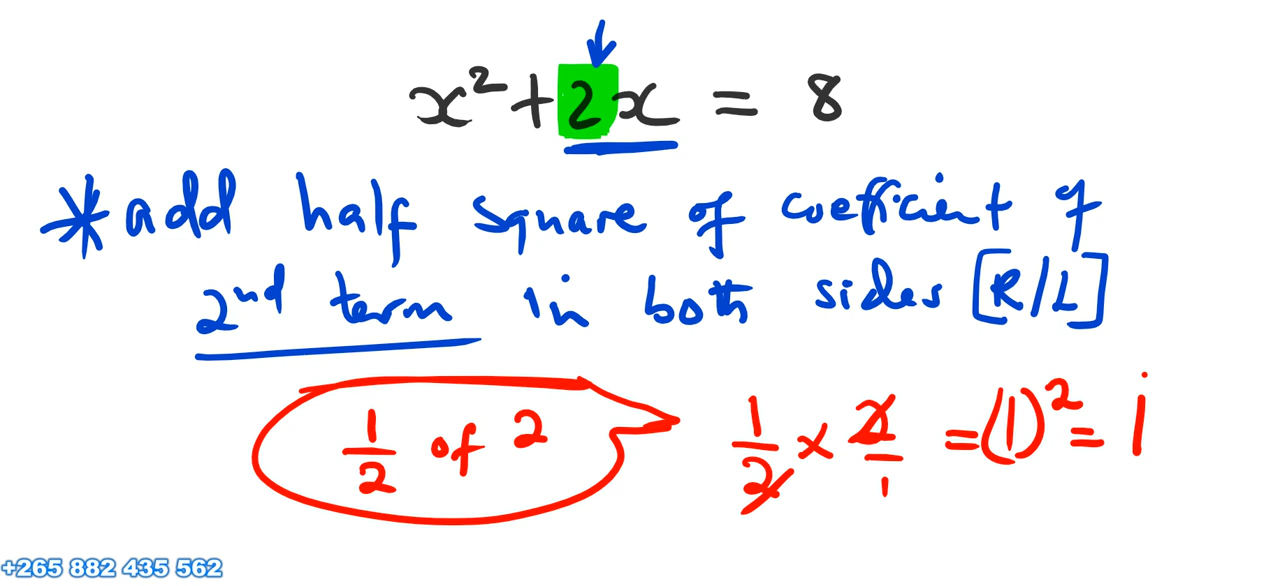 x² + 2x = 8
* add half square of coefficient of
2nd term in both sides [R/L]
1/2 of 2
1/2 × 2/1 = (1)² = 1
+265 882 435 562